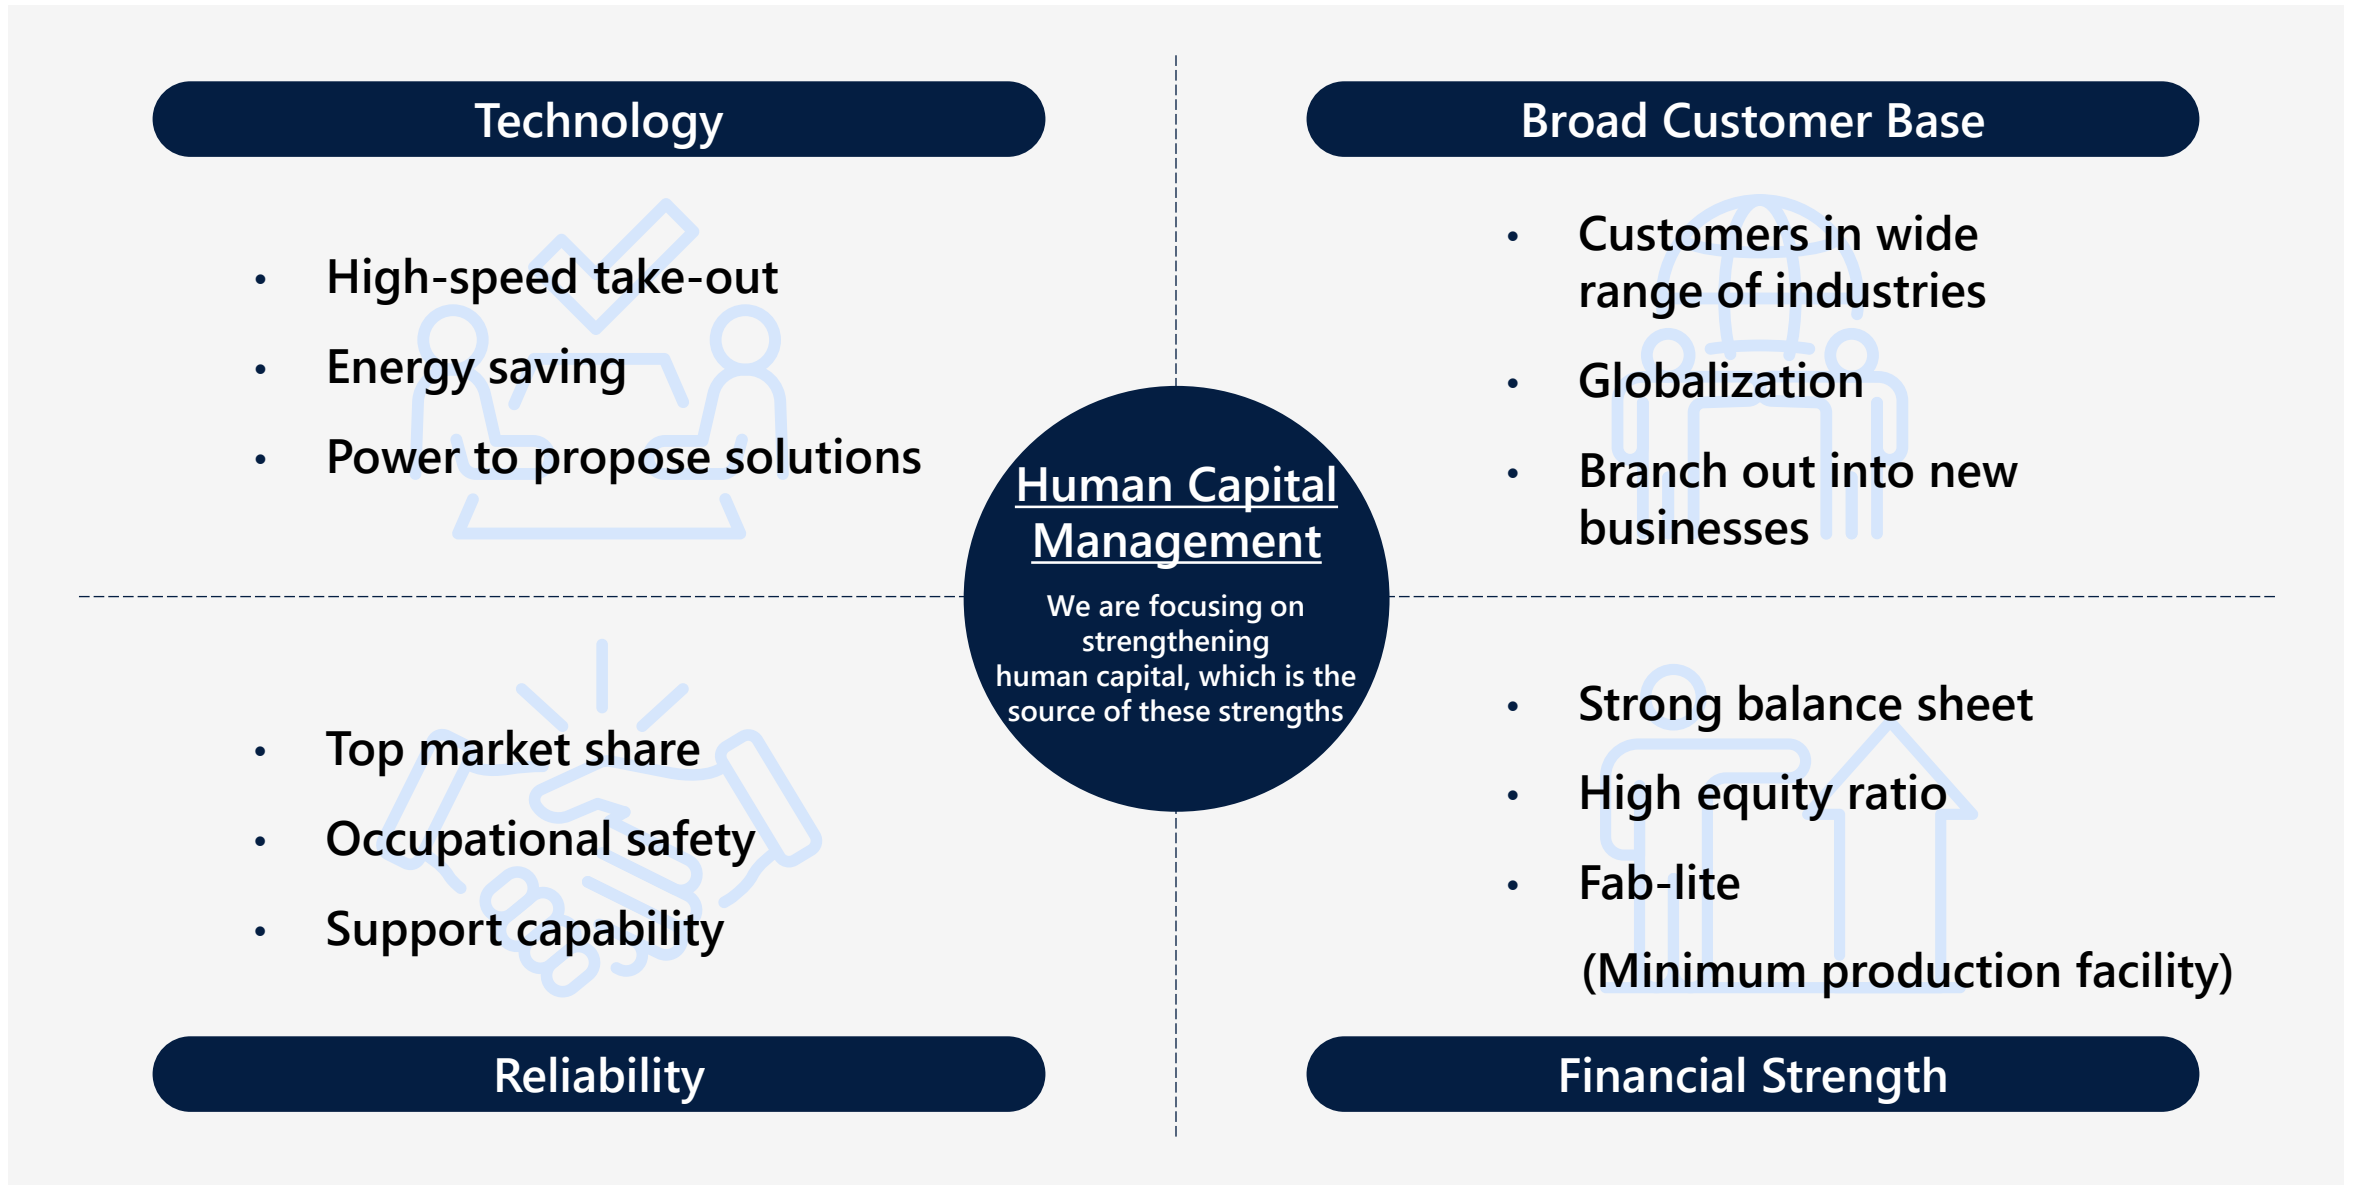 Technology
• High-speed take-out
• Energy saving
• Power to propose solutions
Broad Customer Base
• Customers in wide
range of industries
• Globalization
• Branch out into new
businesses
Human Capital
Management
We are focusing on
strengthening
human capital, which is the
source of these strengths
• Top market share
• Occupational safety
• Support capability
Reliability
• Strong balance sheet
• High equity ratio
• Fab-lite
(Minimum production facility)
Financial Strength